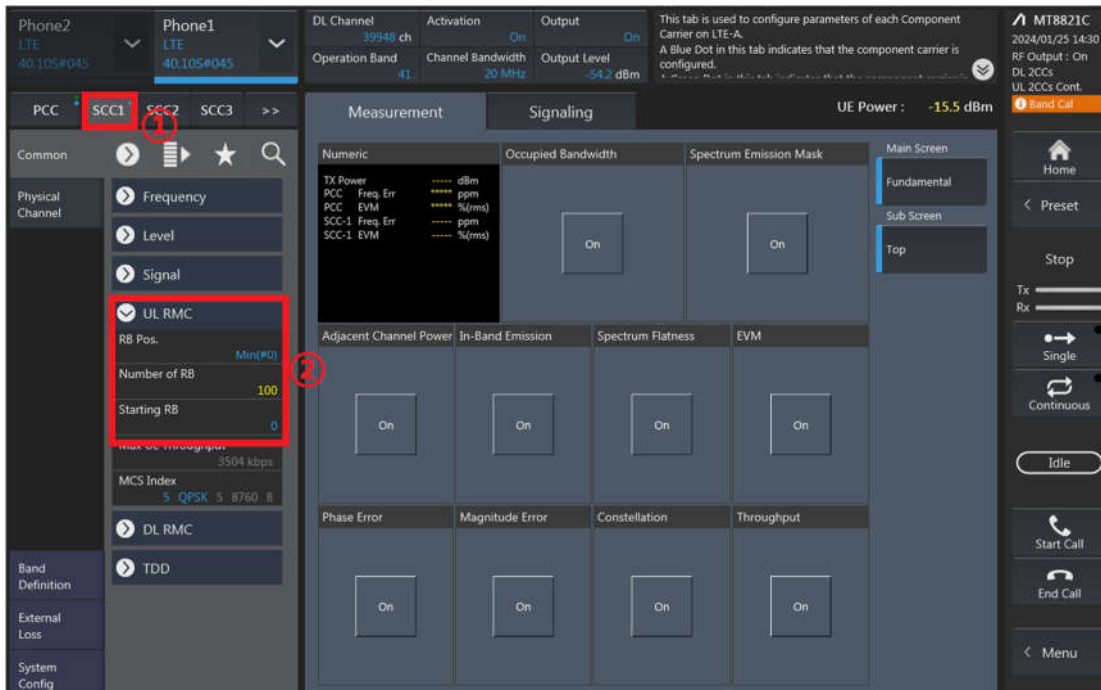 Phone2
LTE
40.10S#045
Phone1
LTE
40.10S#045
DL Channel
39948 ch
Activation
On
Output
On
Operation Band
41
Channel Bandwidth
20 MHz
Output Level
-54.2 dBm
This tab is used to configure parameters of each Component
Carrier on LTE-A.
A Blue Dot in this tab indicates that the component carrier is
configured.
MT8821C
2024/01/25 14:30
RF Output : On
DL 2CCs
UL 2CCs Cont.
Band Cal
PCC SCC1 SCC2 SCC3 >>
①
Measurement
Signaling
UE Power : -15.5 dBm
Common
Physical
Channel
Frequency
Level
Signal
UL RMC
RB Pos.
Min(#0)
Number of RB
100
Starting RB
0
②
Max UL Throughput
3504 kbps
MCS Index
5 QPSK 5 8760 8
DL RMC
TDD
Band
Definition
External
Loss
System
Config
Numeric
TX Power ----- dBm
PCC Freq. Err ***** ppm
PCC EVM ***** %(rms)
SCC-1 Freq. Err ----- ppm
SCC-1 EVM ----- %(rms)
Occupied Bandwidth
On
Spectrum Emission Mask
On
Adjacent Channel Power
On
In-Band Emission
On
Spectrum Flatness
On
EVM
On
Phase Error
On
Magnitude Error
On
Constellation
On
Throughput
On
Main Screen
Fundamental
Sub Screen
Top
Home
< Preset
Stop
Tx
Rx
Single
Continuous
Idle
Start Call
End Call
< Menu